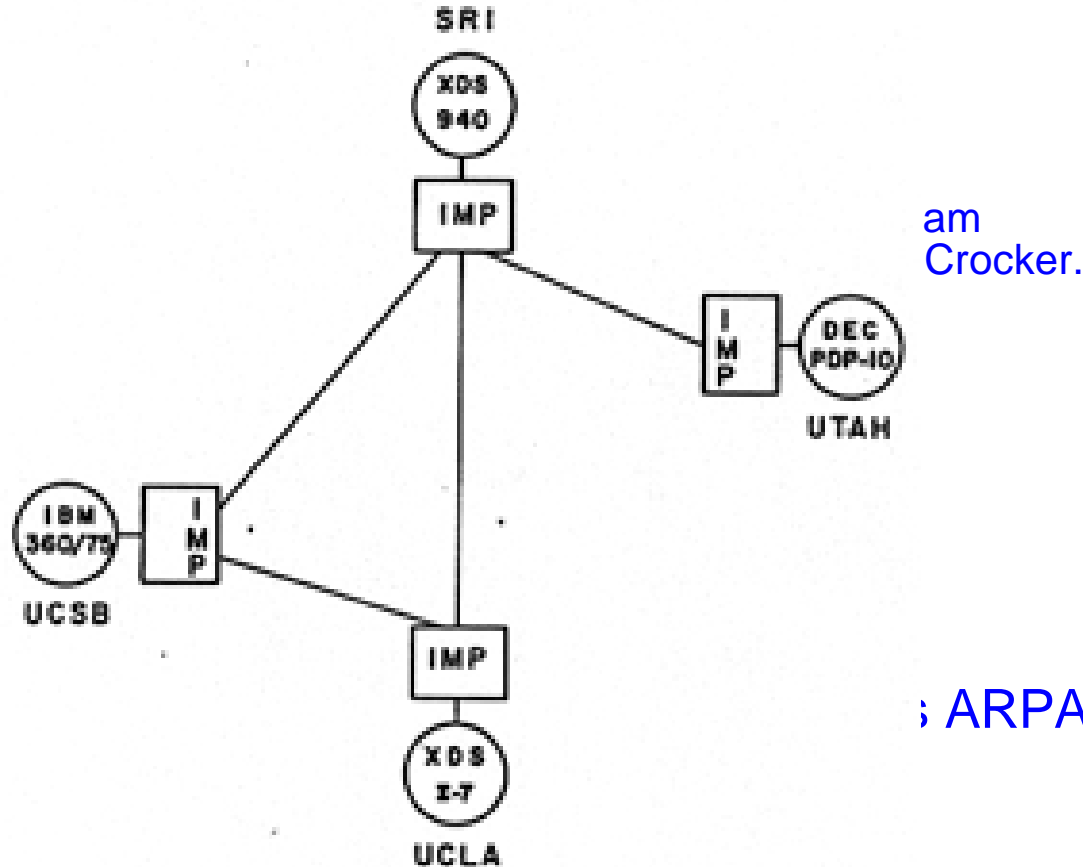 SRI
XDS
940
IMP
am
Crocker.
I
M
P
DEC
PDP-10
UTAH
IBM
360/75
I
M
P
UCSB
IMP
s ARPA
XDS
Σ-7
UCLA